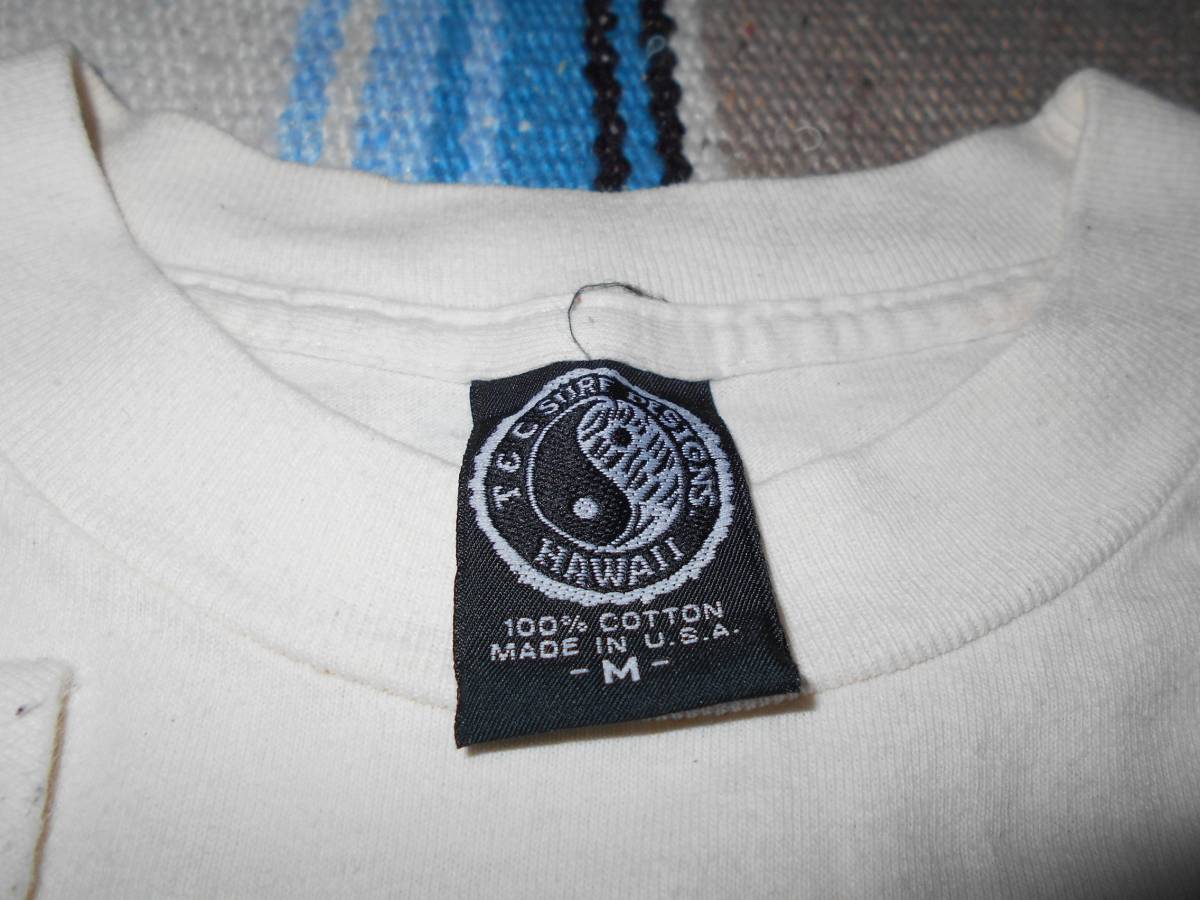 T&C SURF DESIGNS
HAWAII
100% COTTON
MADE IN U.S.A.
-M-